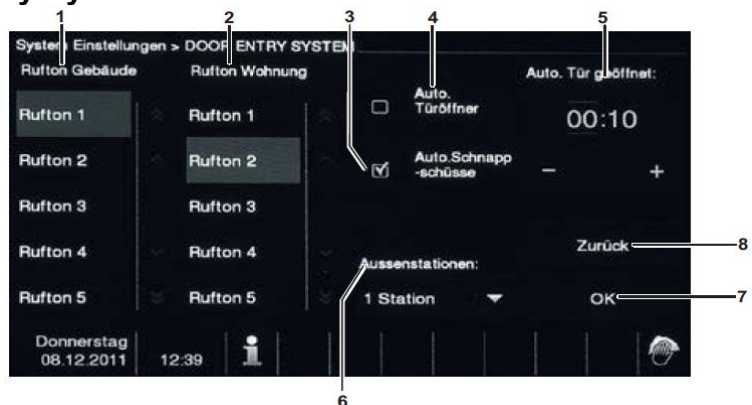 1 2 3 4 5
System Einstellungen > DOOR ENTRY SYSTEM
Rufton Gebäude
Rufton 1
Rufton 2
Rufton 3
Rufton 4
Rufton 5
Rufton Wohnung
Rufton 1
Rufton 2
Rufton 3
Rufton 4
Rufton 5
Auto.
Türöffner
Auto.Schnapp
-schüsse
Aussenstationen:
1 Station
Auto. Tür geöffnet:
00:10
- +
Zurück
8
OK
7
Donnerstag
08.12.2011
12:39
6